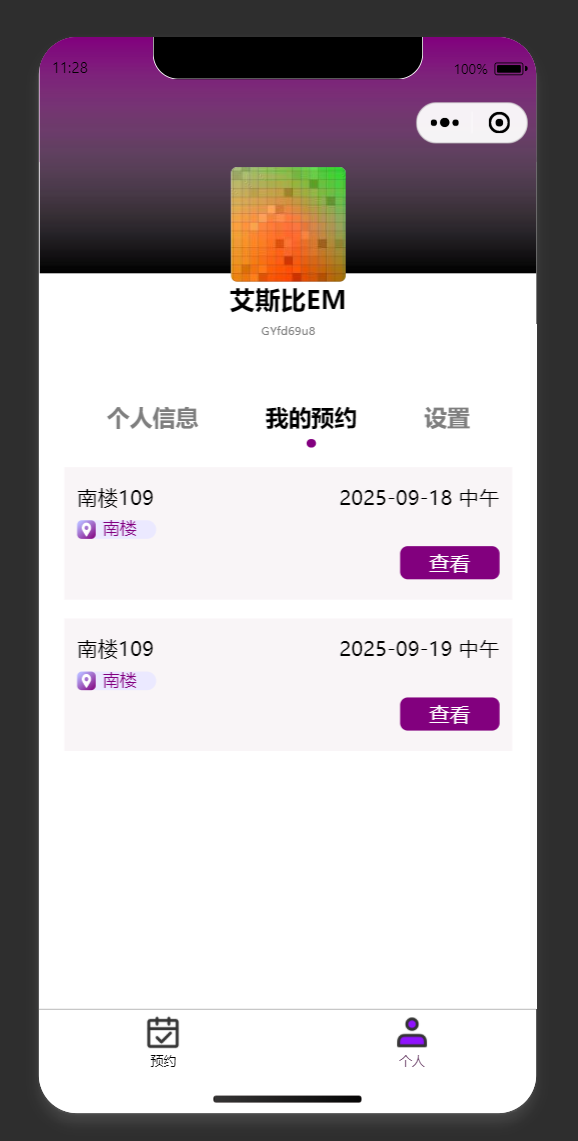 11:28 100%
艾斯比EM
GYfd69u8
个人信息 我的预约 设置
南楼109 2025-09-18 中午
南楼
查看
南楼109 2025-09-19 中午
南楼
查看
预约 个人